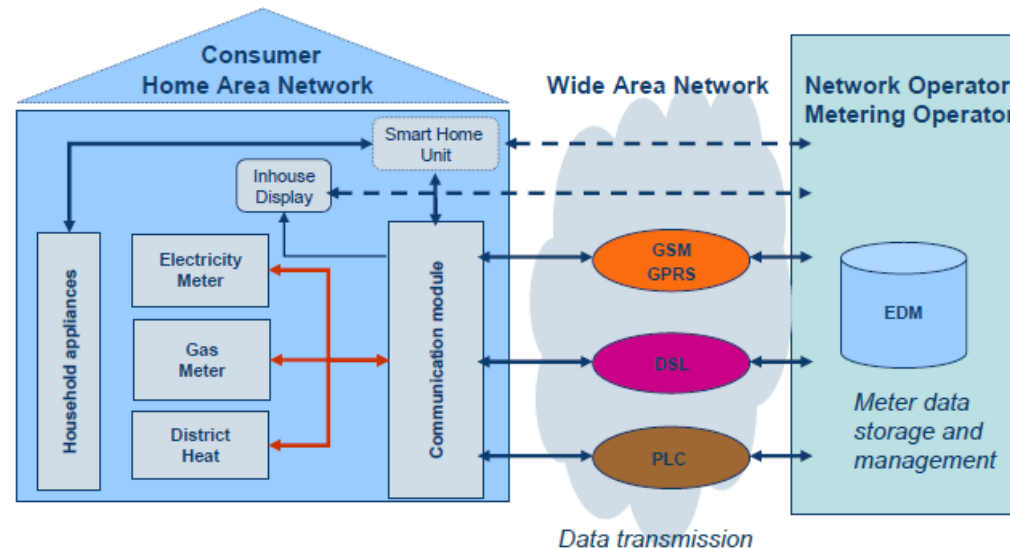 Consumer
Home Area Network
Wide Area Network
Network Operator
Metering Operator
Smart Home
Unit
Inhouse
Display
Household appliances
Electricity
Meter
Gas
Meter
District
Heat
Communication module
GSM
GPRS
DSL
PLC
EDM
Meter data
storage and
management
Data transmission